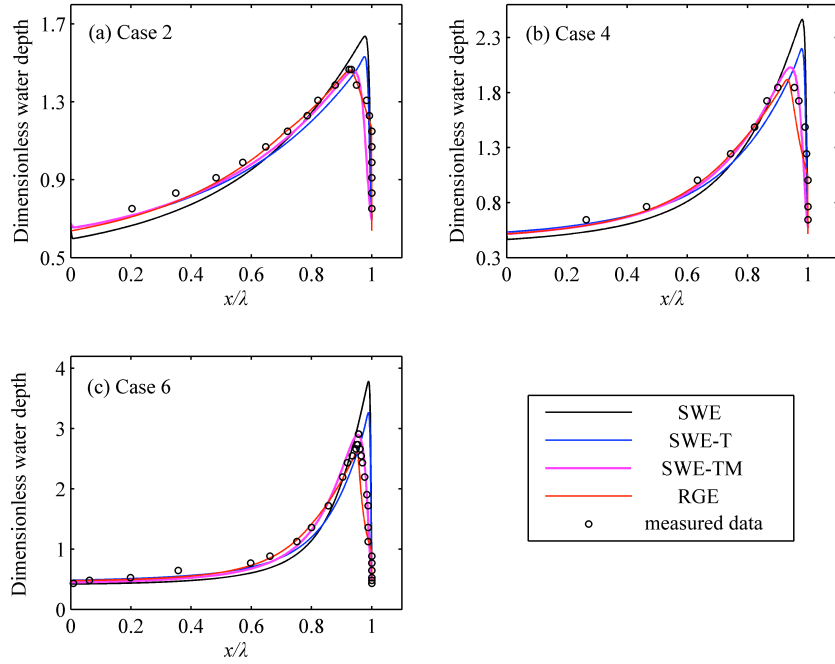 (a) Case 2
Dimensionless water depth
1.7
1.3
0.9
0.5
0 0.2 0.4 0.6 0.8 1
x/λ
(b) Case 4
Dimensionless water depth
2.3
1.8
1.3
0.8
0.3
0 0.2 0.4 0.6 0.8 1
x/λ
(c) Case 6
Dimensionless water depth
4
3
2
1
0
0 0.2 0.4 0.6 0.8 1
x/λ
SWE
SWE-T
SWE-TM
RGE
measured data